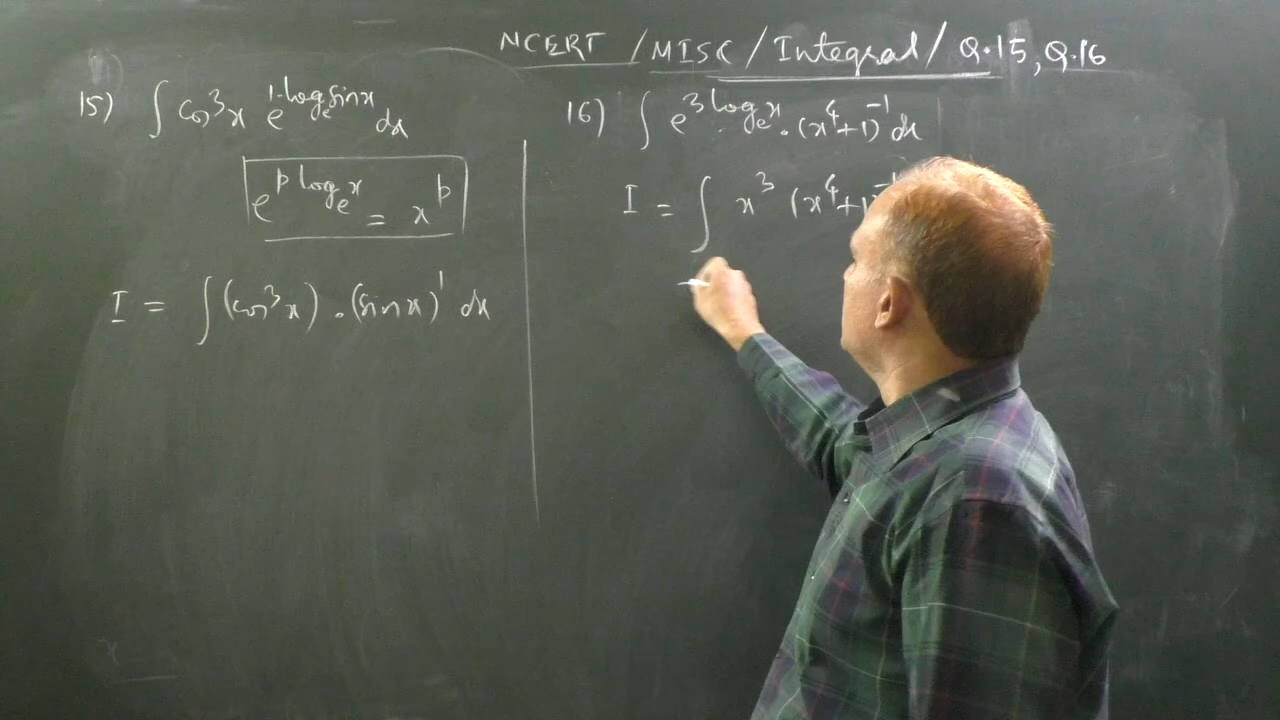 NCERT / MISC / Integral / Q.15, Q.16
15) ∫ cos³x e^{1·logₑ sinx} dx
e^{p logₑ x} = x^p
I = ∫ (cos³x) . (sinx)¹ dx
16) ∫ e^{3 logₑ x} . (x⁴+1)⁻¹ dx
I = ∫ x³ (x⁴+1)⁻